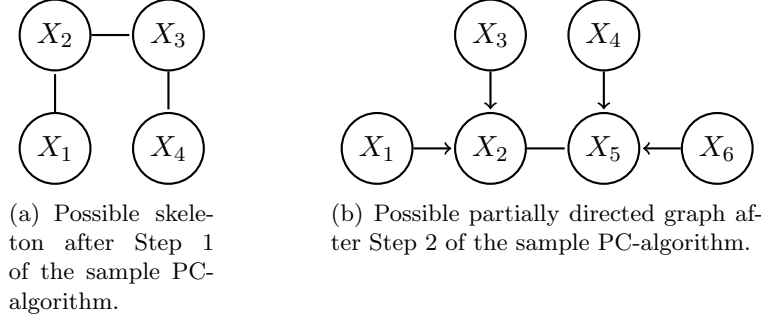 X₂ X₃ X₃ X₄
X₁ X₄ X₁ X₂ X₅ X₆
(a) Possible skele-
ton after Step 1
of the sample PC-
algorithm.
(b) Possible partially directed graph af-
ter Step 2 of the sample PC-algorithm.